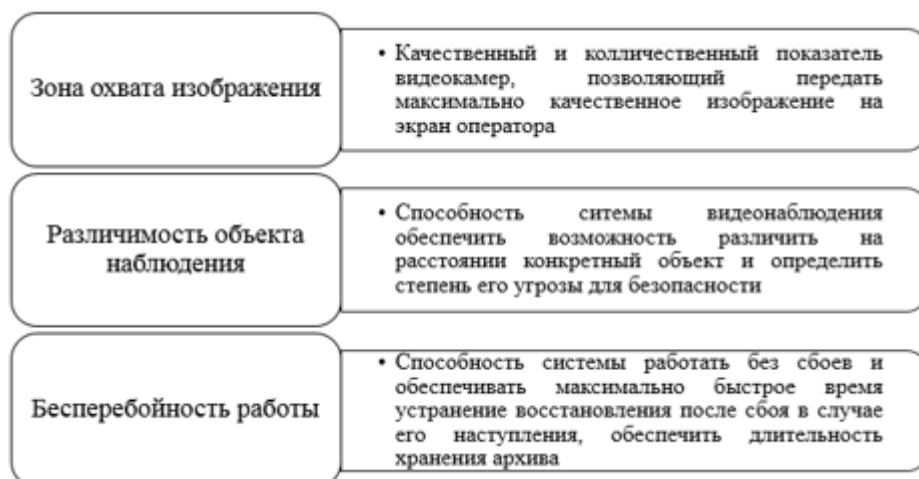 Зона охвата изображения
• Качественный и колличественный показатель
видеокамер, позволяющий передать
максимально качественное изображение на
экран оператора
Различимость объекта
наблюдения
• Способность ситемы видеонаблюдения
обеспечить возможность различить на
расстоянии конкретный объект и определить
степень его угрозы для безопасности
Бесперебойность работы
• Способность системы работать без сбоев и
обеспечивать максимально быстрое время
устранение восстановления после сбоя в случае
его наступления, обеспечить длительность
хранения архива